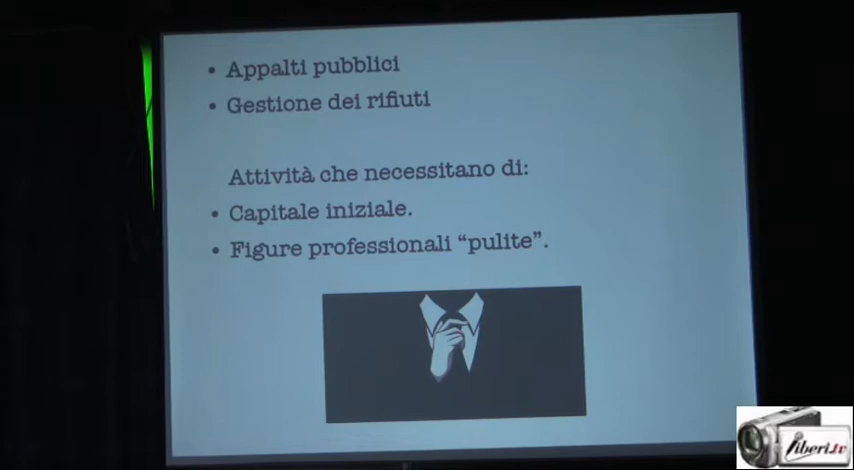 • Appalti pubblici
• Gestione dei rifiuti
Attività che necessitano di:
• Capitale iniziale.
• Figure professionali “pulite”.
liberi.tv